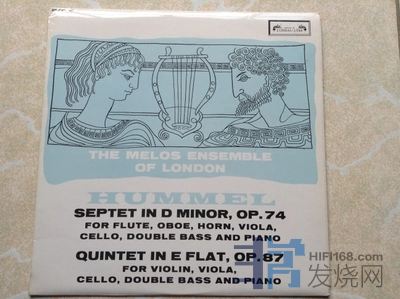 THE MELOS ENSEMBLE
OF LONDON
HUMMEL
SEPTET IN D MINOR, OP.74
FOR FLUTE, OBOE, HORN, VIOLA,
CELLO, DOUBLE BASS AND PIANO
QUINTET IN E FLAT, OP.87
FOR VIOLIN, VIOLA,
CELLO, DOUBLE BASS AND PIANO
HIFI168.com
发烧网